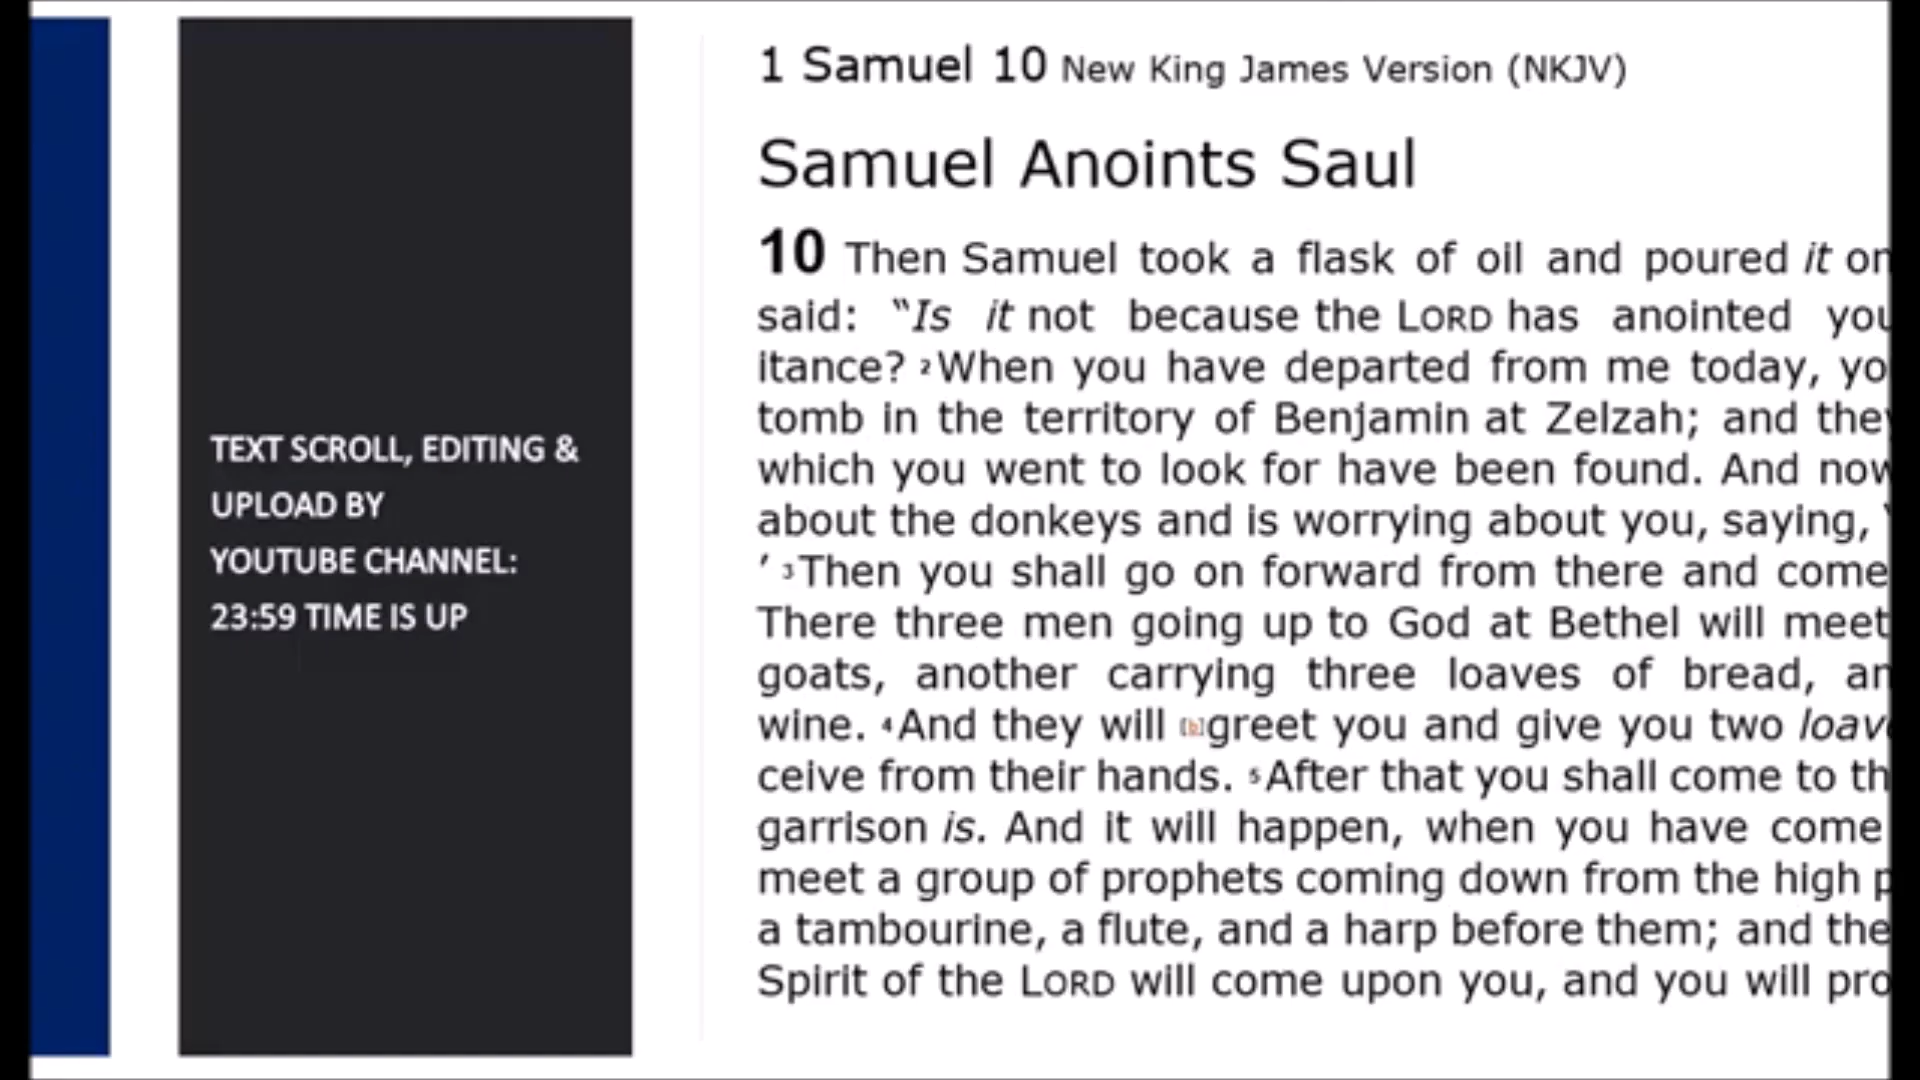 TEXT SCROLL, EDITING &
UPLOAD BY
YOUTUBE CHANNEL:
23:59 TIME IS UP
1 Samuel 10 New King James Version (NKJV)
Samuel Anoints Saul
10 Then Samuel took a flask of oil and poured it on
said: “Is it not because the LORD has anointed you
itance? 2 When you have departed from me today, yo
tomb in the territory of Benjamin at Zelzah; and they
which you went to look for have been found. And now
about the donkeys and is worrying about you, saying, ‘
’ 3 Then you shall go on forward from there and come
There three men going up to God at Bethel will meet
goats, another carrying three loaves of bread, an
wine. 4 And they will [b]greet you and give you two loav
ceive from their hands. 5 After that you shall come to th
garrison is. And it will happen, when you have come
meet a group of prophets coming down from the high p
a tambourine, a flute, and a harp before them; and the
Spirit of the LORD will come upon you, and you will pro